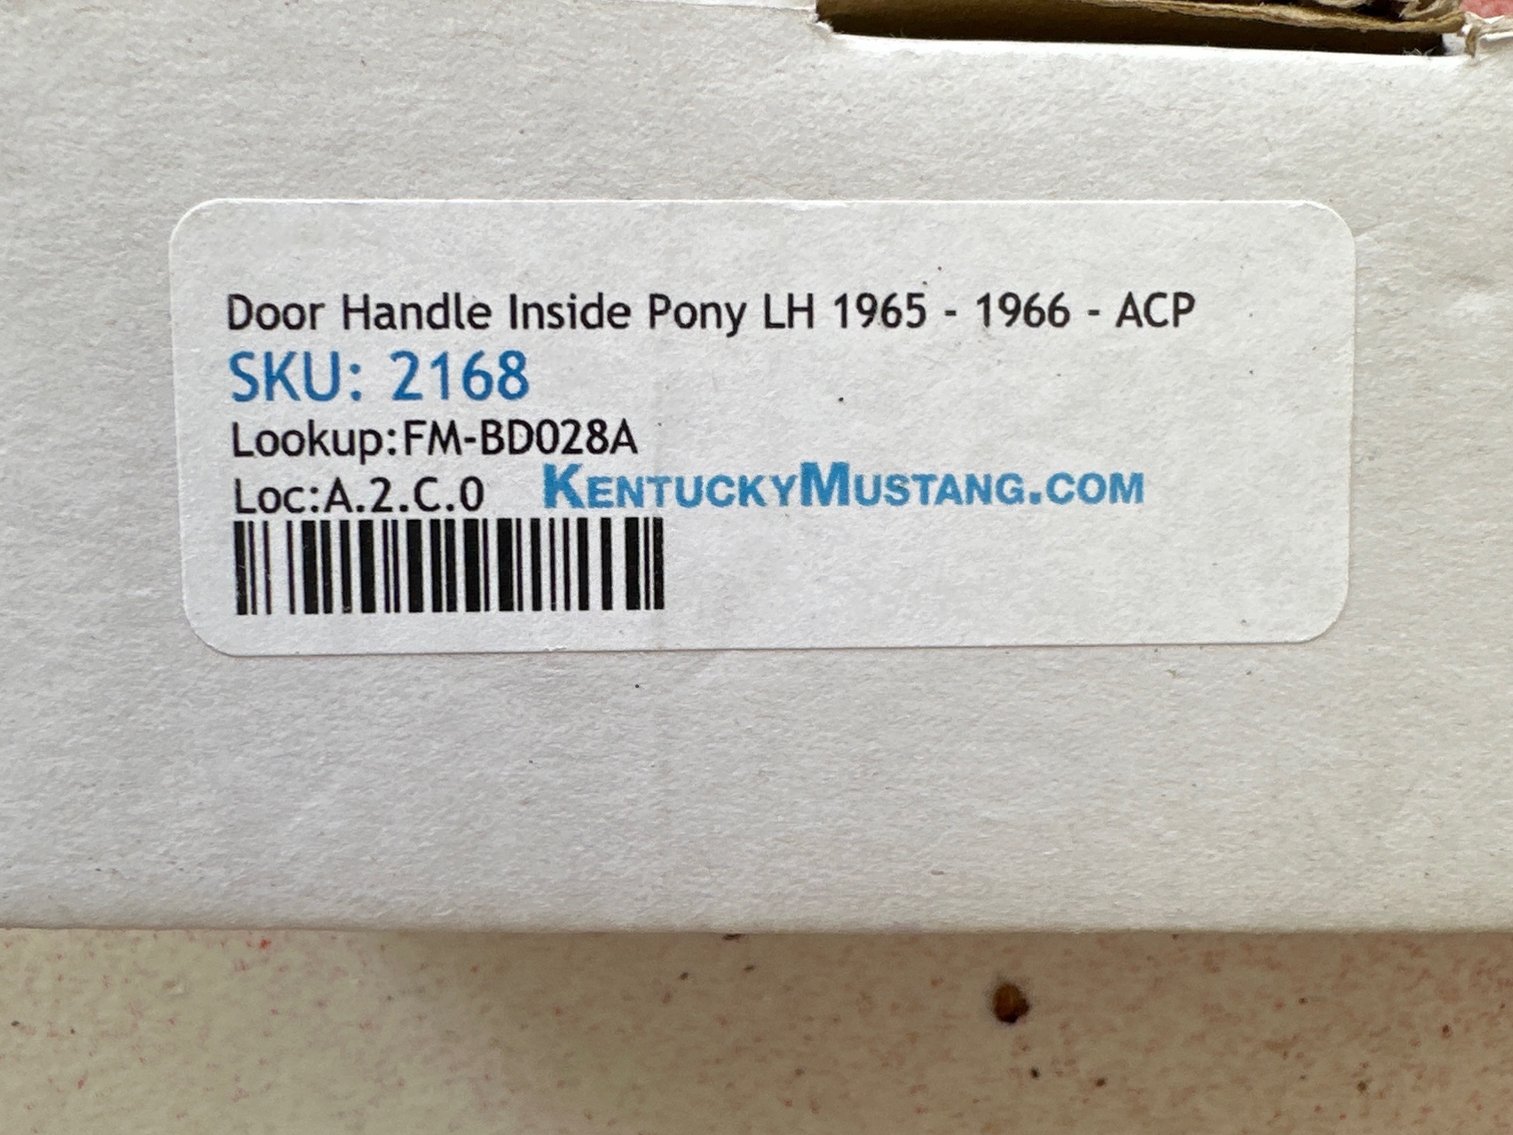 Door Handle Inside Pony LH 1965 - 1966 - ACP
SKU: 2168
Lookup:FM-BD028A
Loc:A.2.C.0
KENTUCKYMUSTANG.COM